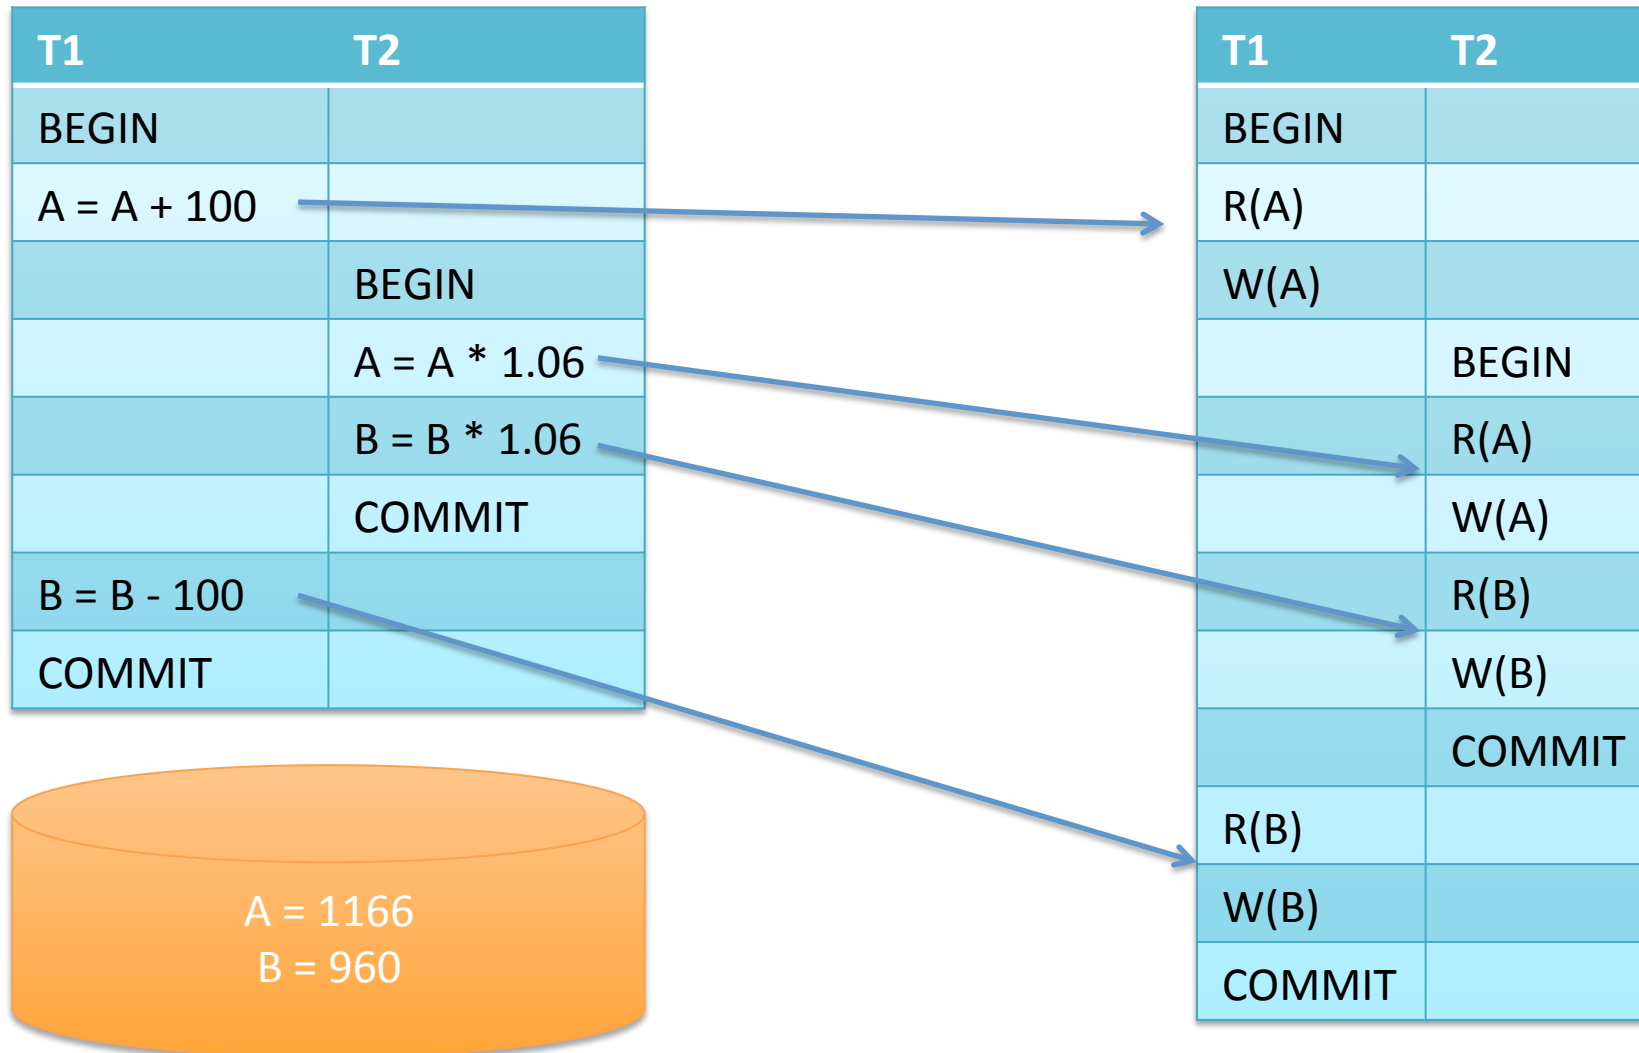 T1 T2
BEGIN
A = A + 100
BEGIN
A = A * 1.06
B = B * 1.06
COMMIT
B = B - 100
COMMIT
A = 1166
B = 960
T1 T2
BEGIN
R(A)
W(A)
BEGIN
R(A)
W(A)
R(B)
W(B)
COMMIT
R(B)
W(B)
COMMIT